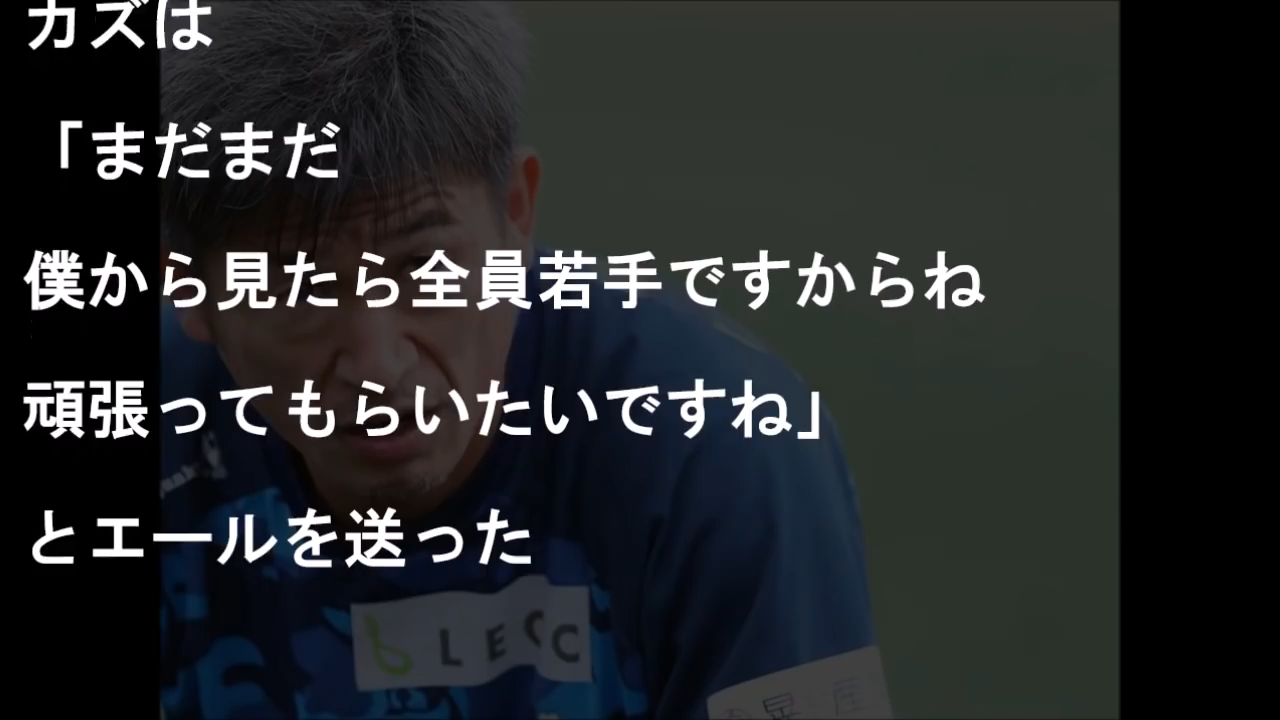 カズは
「まだまだ
僕から見たら全員若手ですからね
頑張ってもらいたいですね」
とエールを送った
LECC